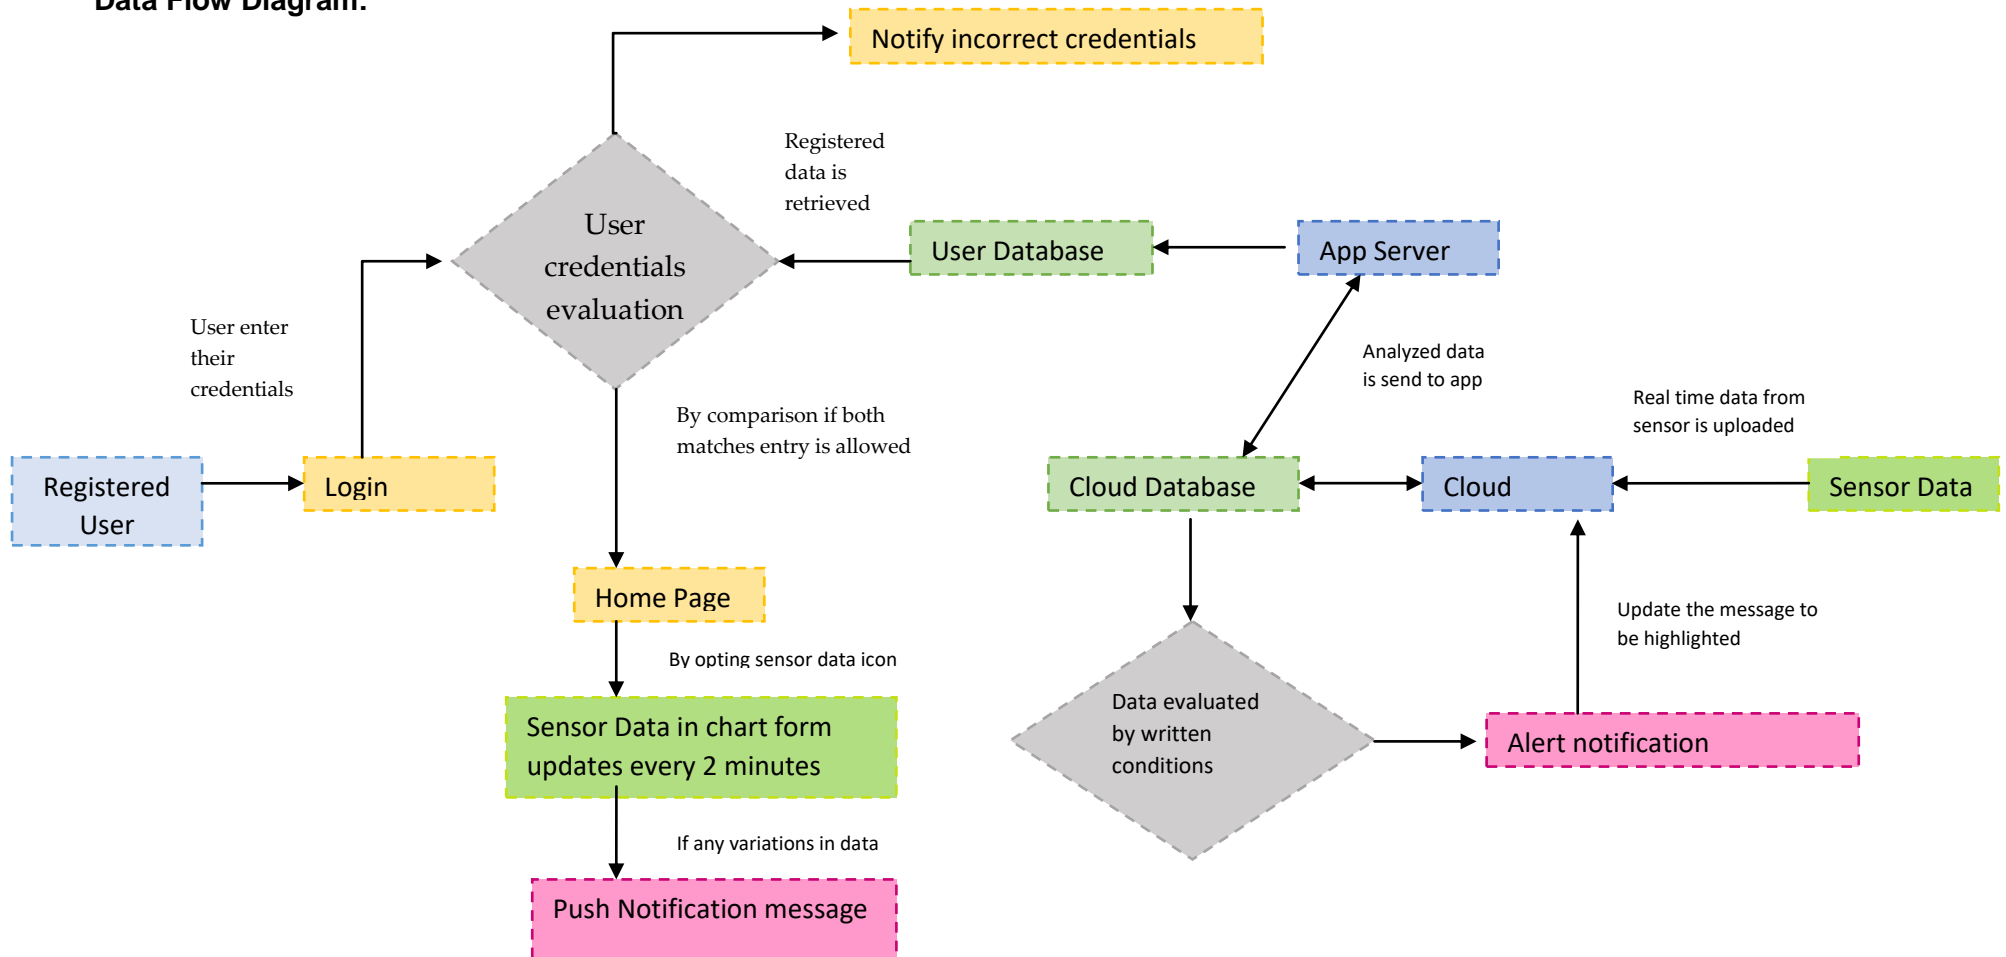 Data Flow Diagram:
Notify incorrect credentials
Registered
data is
retrieved
User
credentials
evaluation
User Database
App Server
User enter
their
credentials
Analyzed data
is send to app
By comparison if both
matches entry is allowed
Real time data from
sensor is uploaded
Registered
User
Login
Cloud Database
Cloud
Sensor Data
Home Page
Update the message to
be highlighted
By opting sensor data icon
Sensor Data in chart form
updates every 2 minutes
Data evaluated
by written
conditions
Alert notification
If any variations in data
Push Notification message